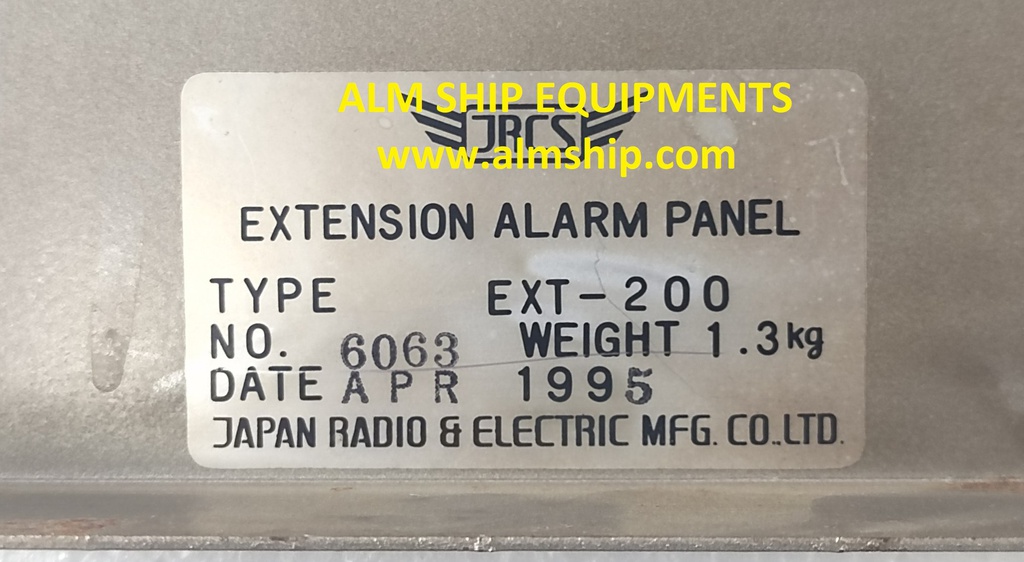 ALM SHIP EQUIPMENTS
JRCS
www.almship.com
EXTENSION ALARM PANEL
TYPE EXT-200
NO. 6063 WEIGHT 1.3kg
DATE APR 1995
JAPAN RADIO & ELECTRIC MFG. CO.,LTD.